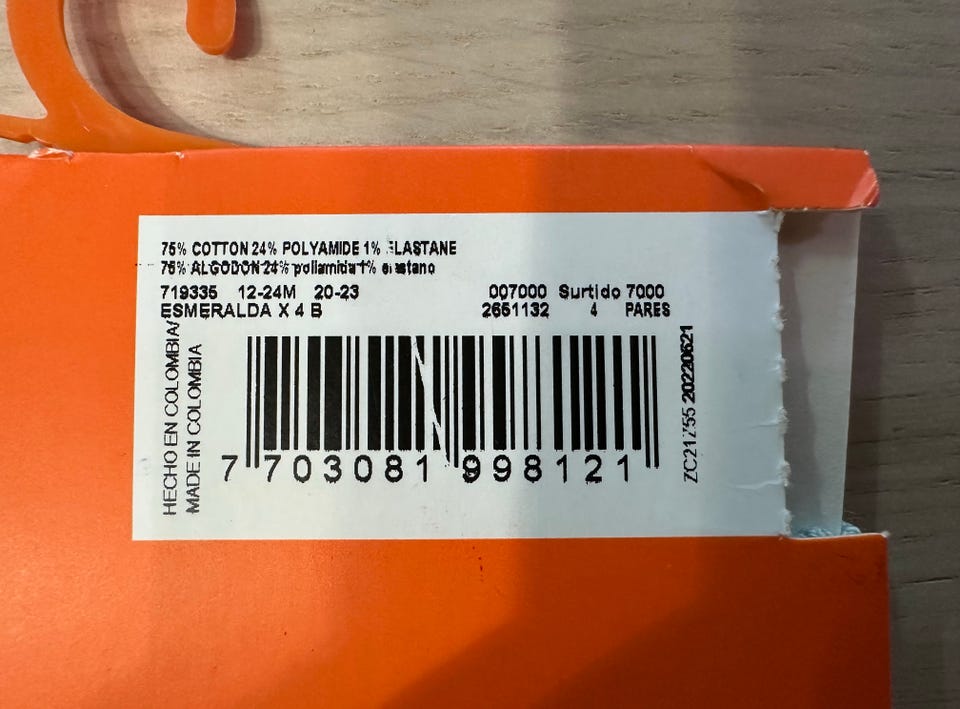 75% COTTON 24% POLYAMIDE 1% ELASTANE
75% ALGODON 24% poliamida 1% elastano
719335 12-24M 20-23 007000 Surtido 7000
ESMERALDA X 4 B 2651132 4 PARES
HECHO EN COLOMBIA/
MADE IN COLOMBIA
7 703081 998121
20220621